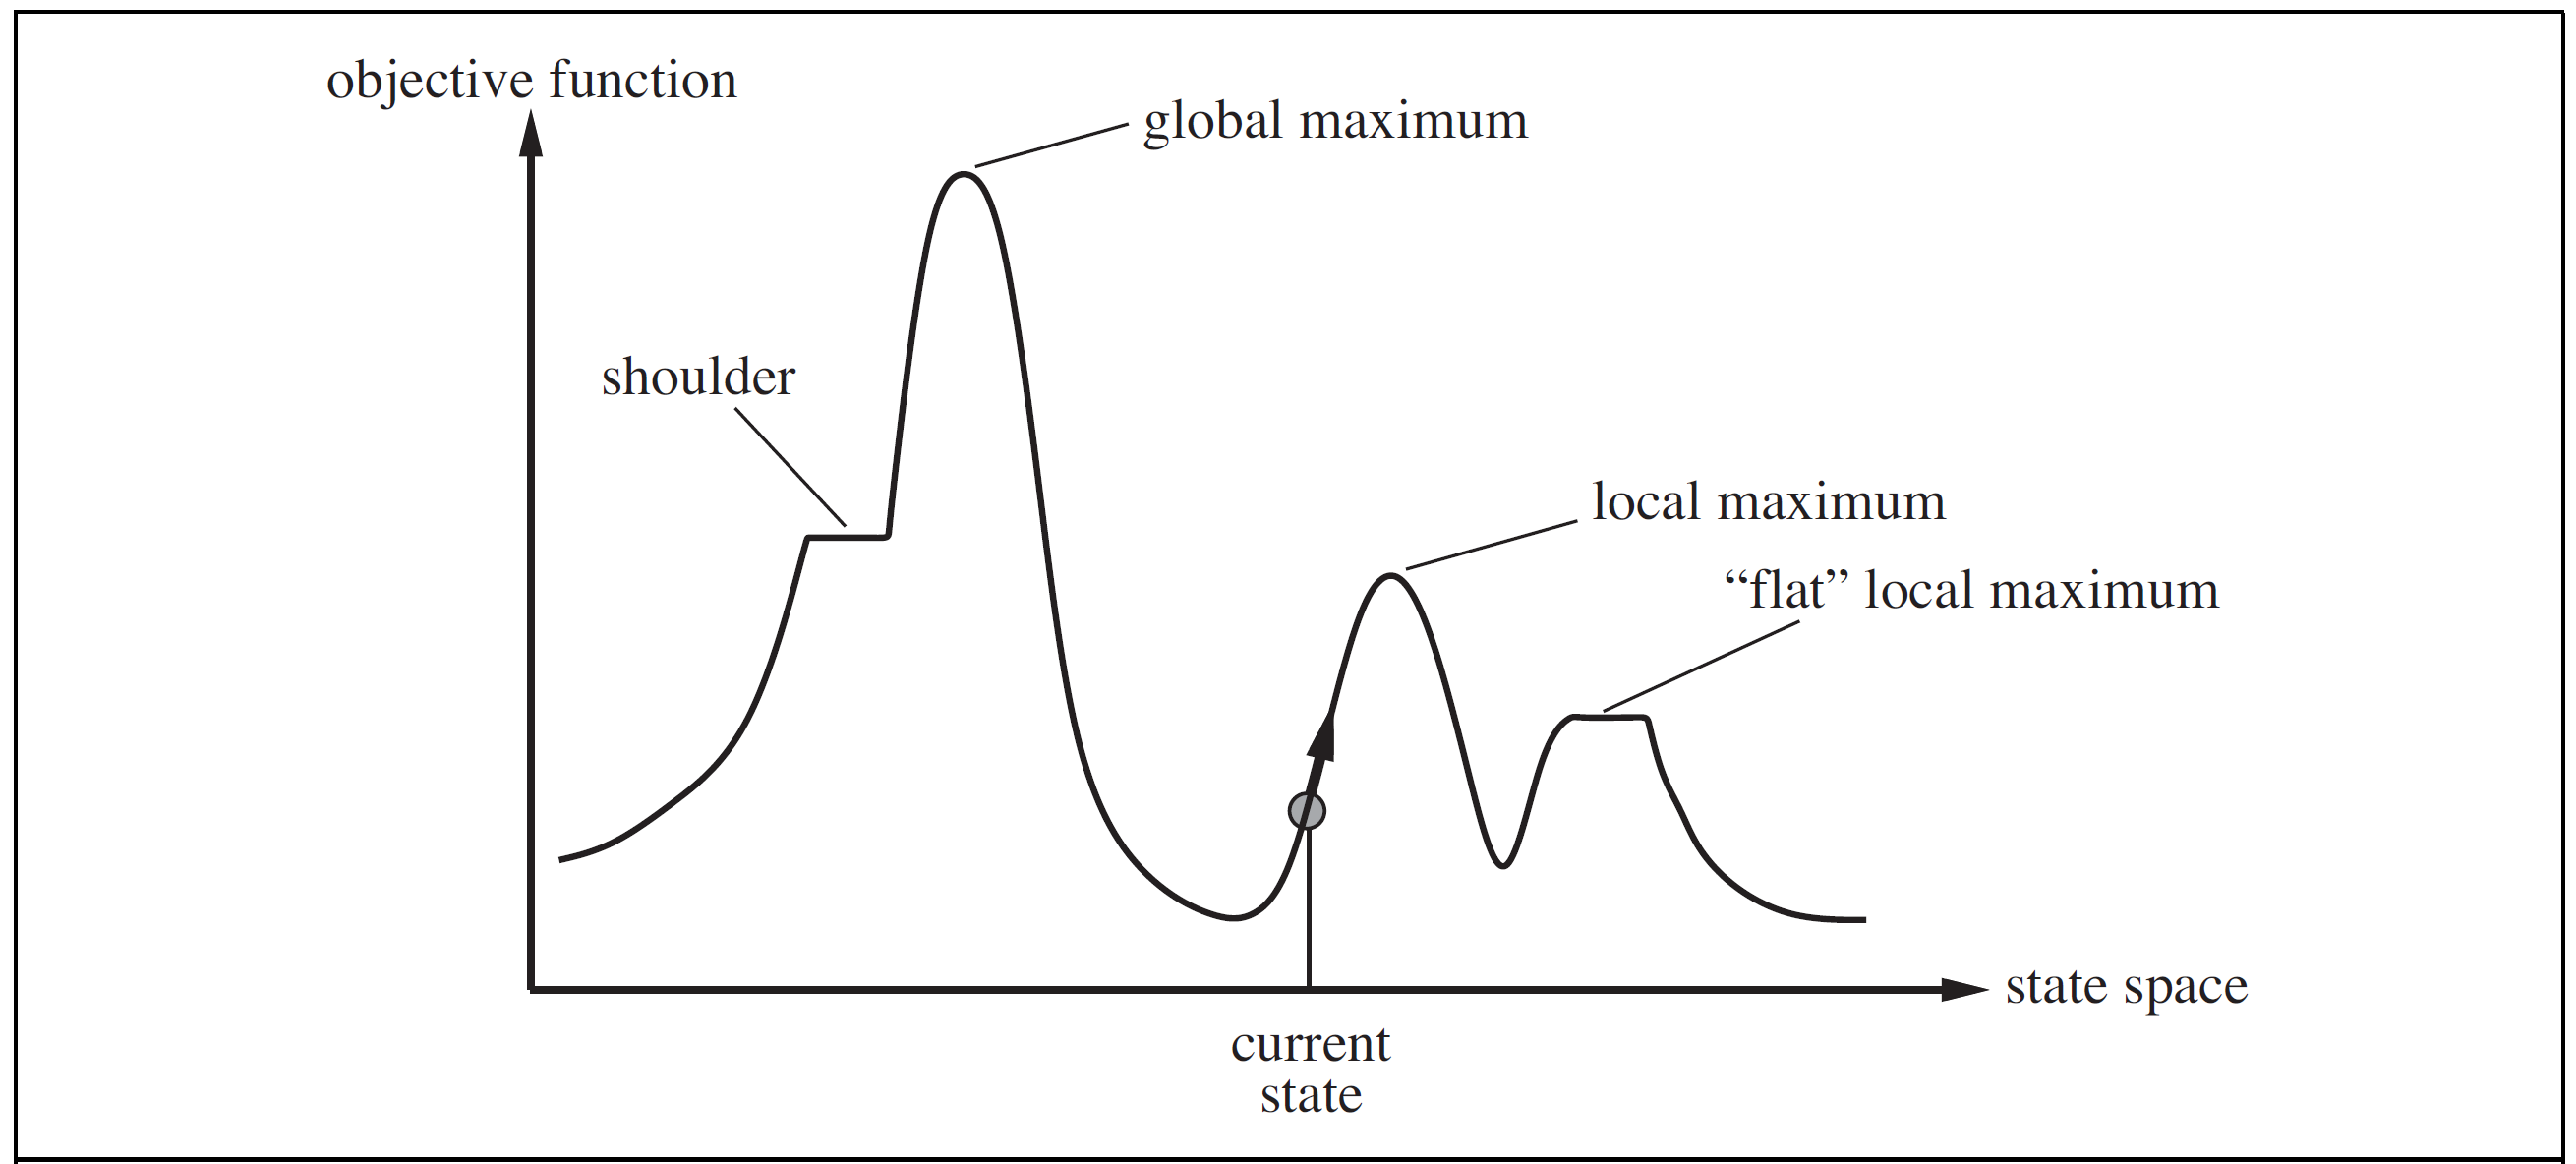 objective function
global maximum
shoulder
local maximum
“flat” local maximum
state space
current
state